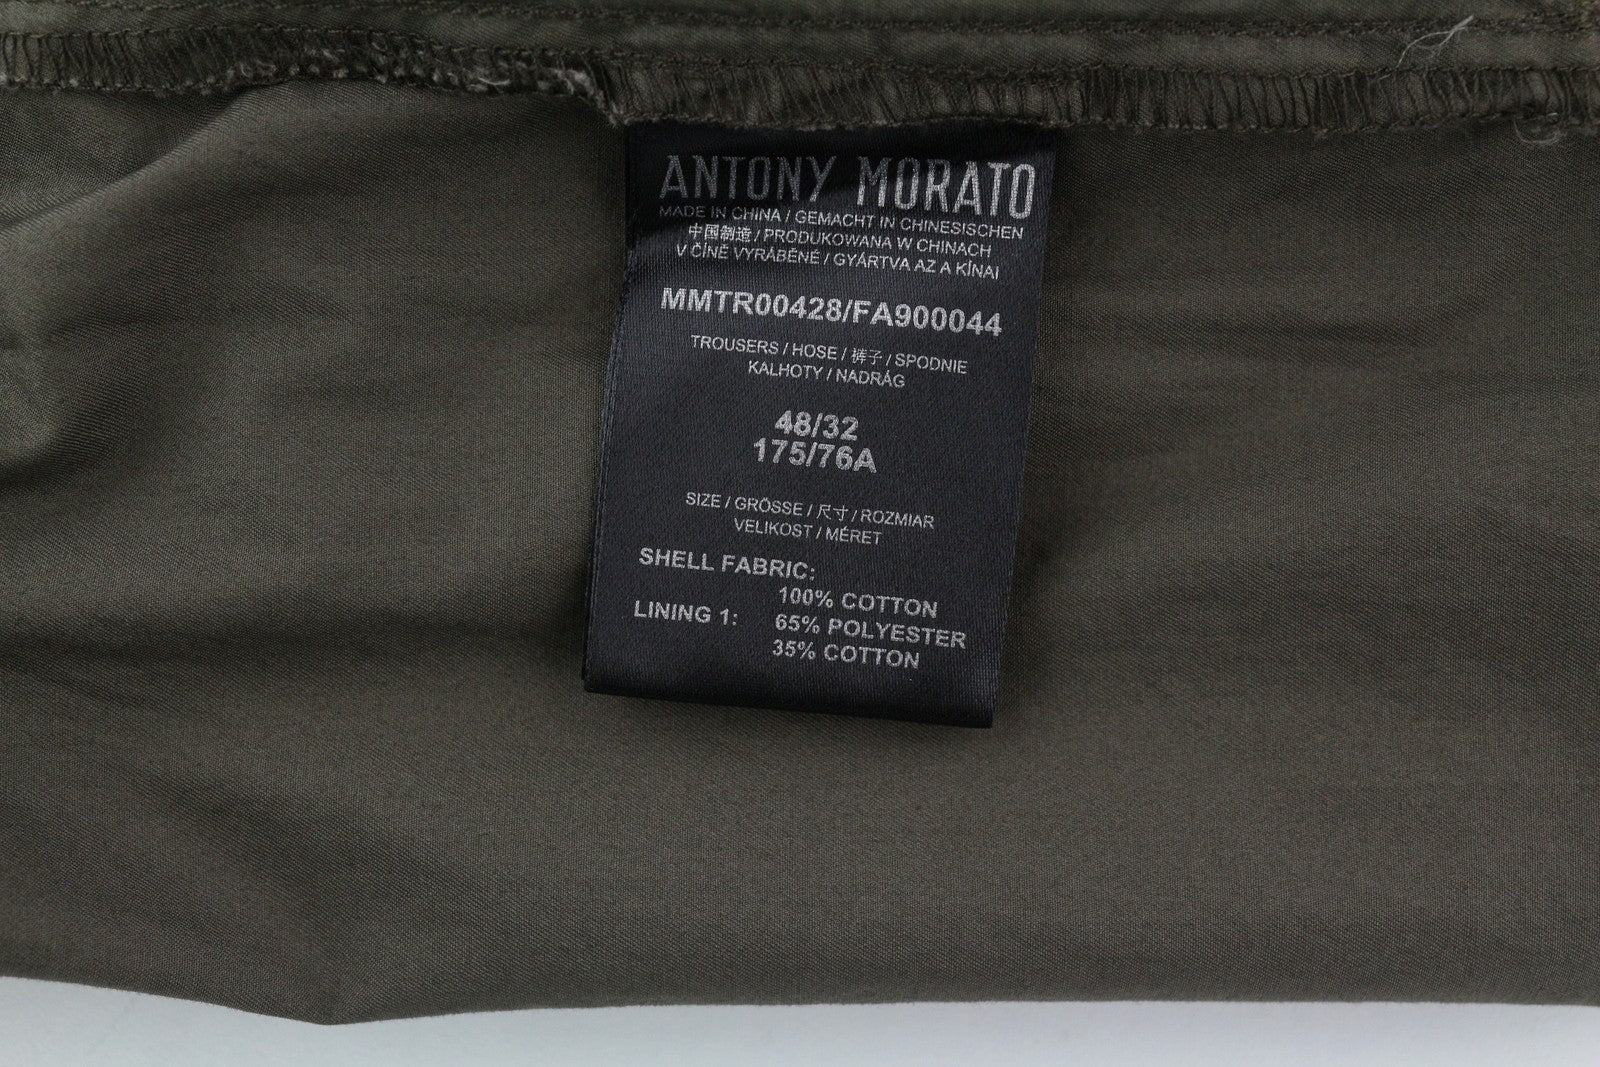 ANTONY MORATO
MADE IN CHINA / GEMACHT IN CHINESISCHEN
中国制造 / PRODUKOWANA W CHINACH
V ČÍNĚ VYRÁBĚNÉ / GYÁRTVA AZ A KÍNAI
MMTR00428/FA900044
TROUSERS / HOSE / 裤子 / SPODNIE
KALHOTY / NADRÁG
48/32
175/76A
SIZE / GRÖSSE / 尺寸 / ROZMIAR
VELIKOST / MÉRET
SHELL FABRIC:
100% COTTON
LINING 1: 65% POLYESTER
35% COTTON